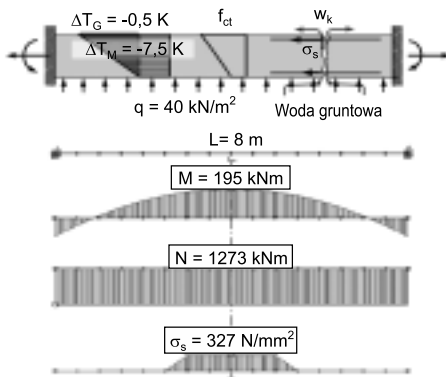 ΔT_G = -0,5 K
f_ct
w_k
ΔT_M = -7,5 K
σ_s
q = 40 kN/m²
Woda gruntowa
L= 8 m
M = 195 kNm
N = 1273 kNm
σ_s = 327 N/mm²